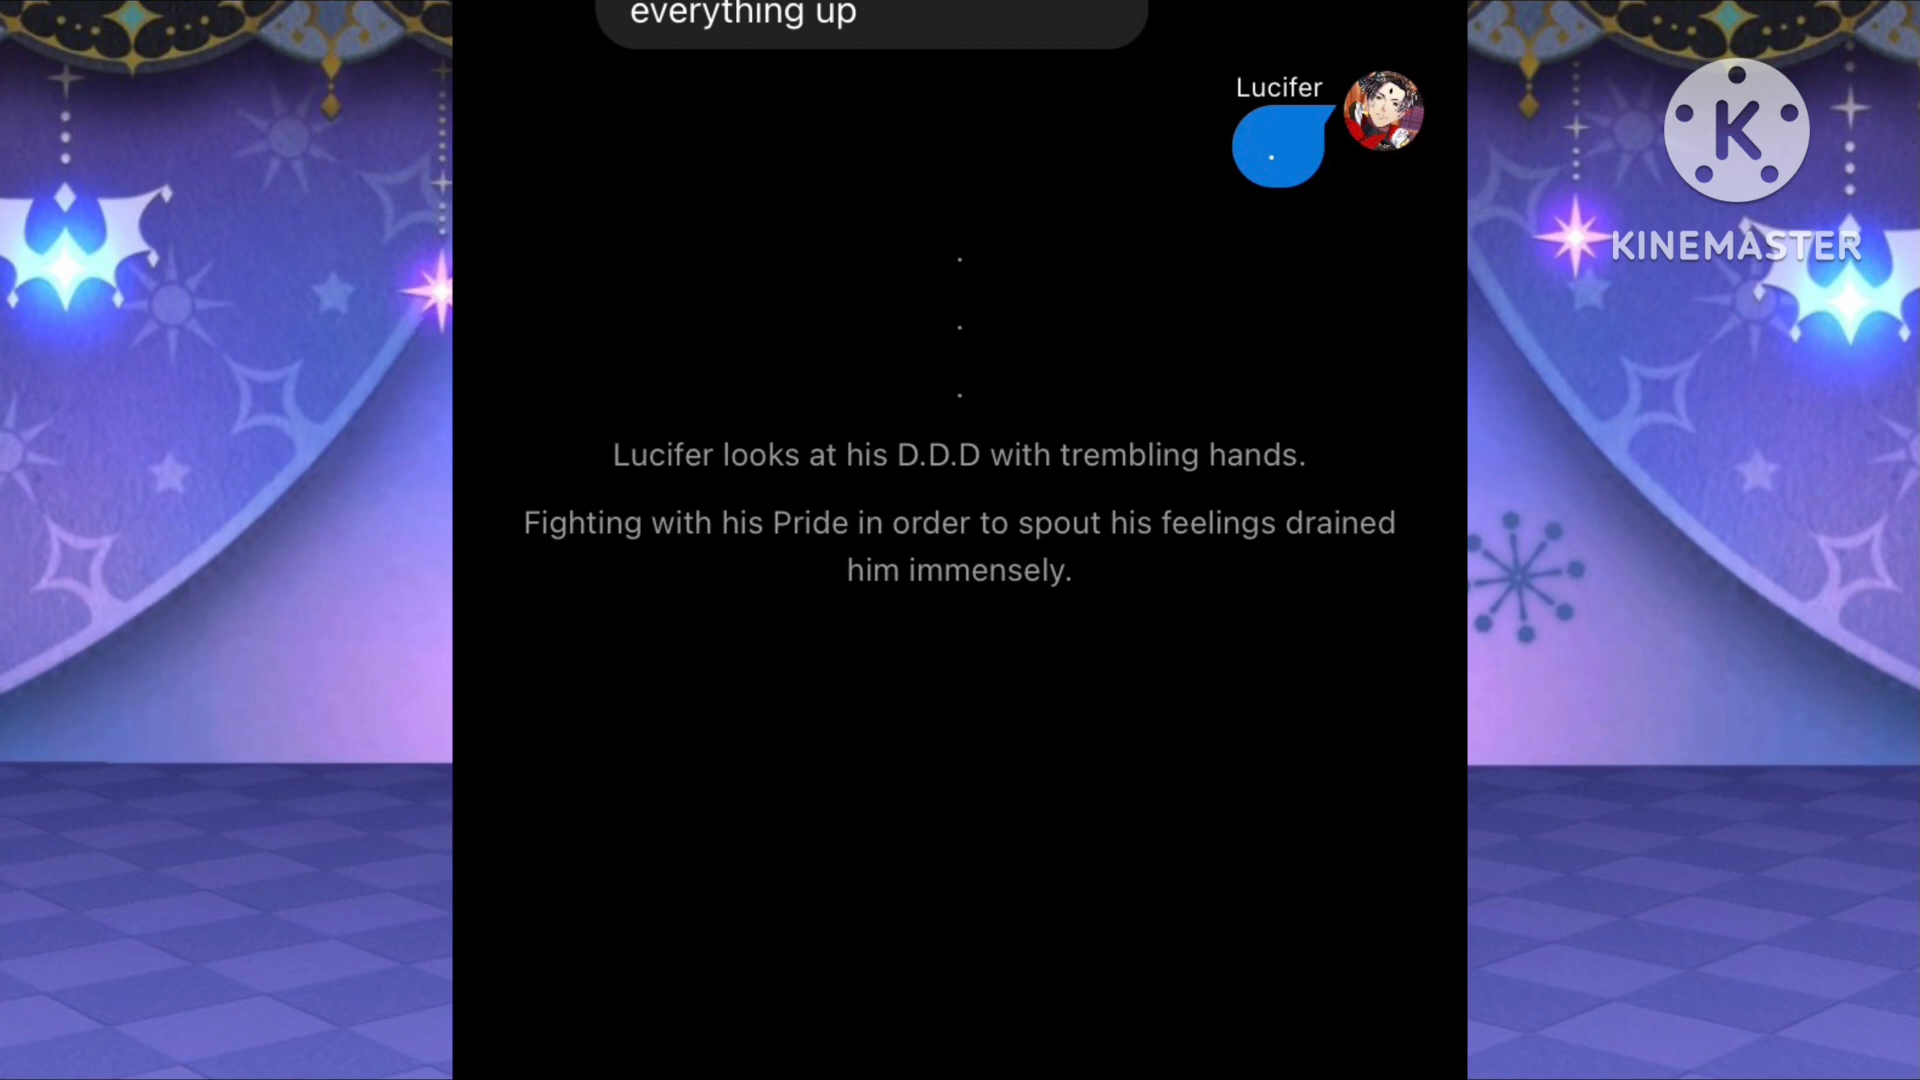 everything up
Lucifer
.
.
.
.
Lucifer looks at his D.D.D with trembling hands.
Fighting with his Pride in order to spout his feelings drained
him immensely.
K
KINEMASTER